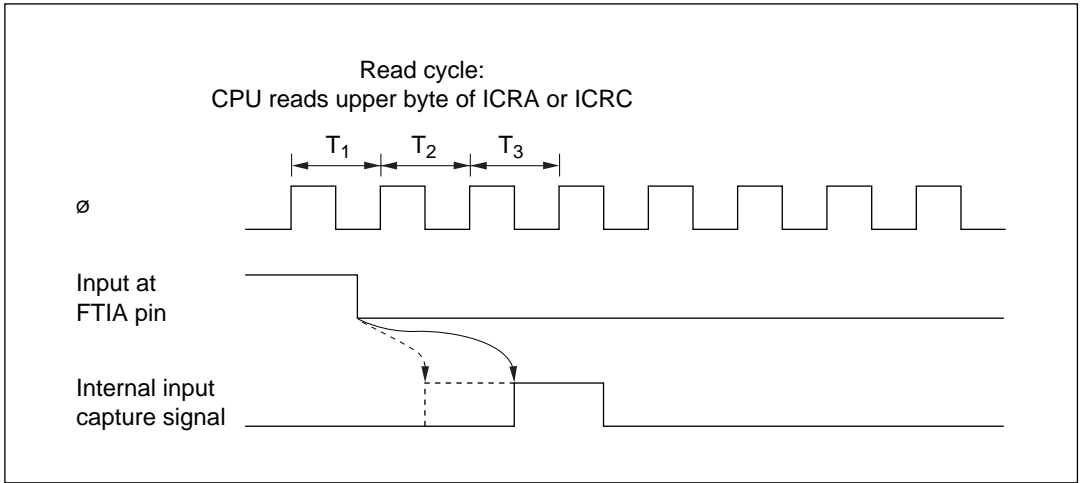 Read cycle:
CPU reads upper byte of ICRA or ICRC
T1 T2 T3
ø
Input at
FTIA pin
Internal input
capture signal